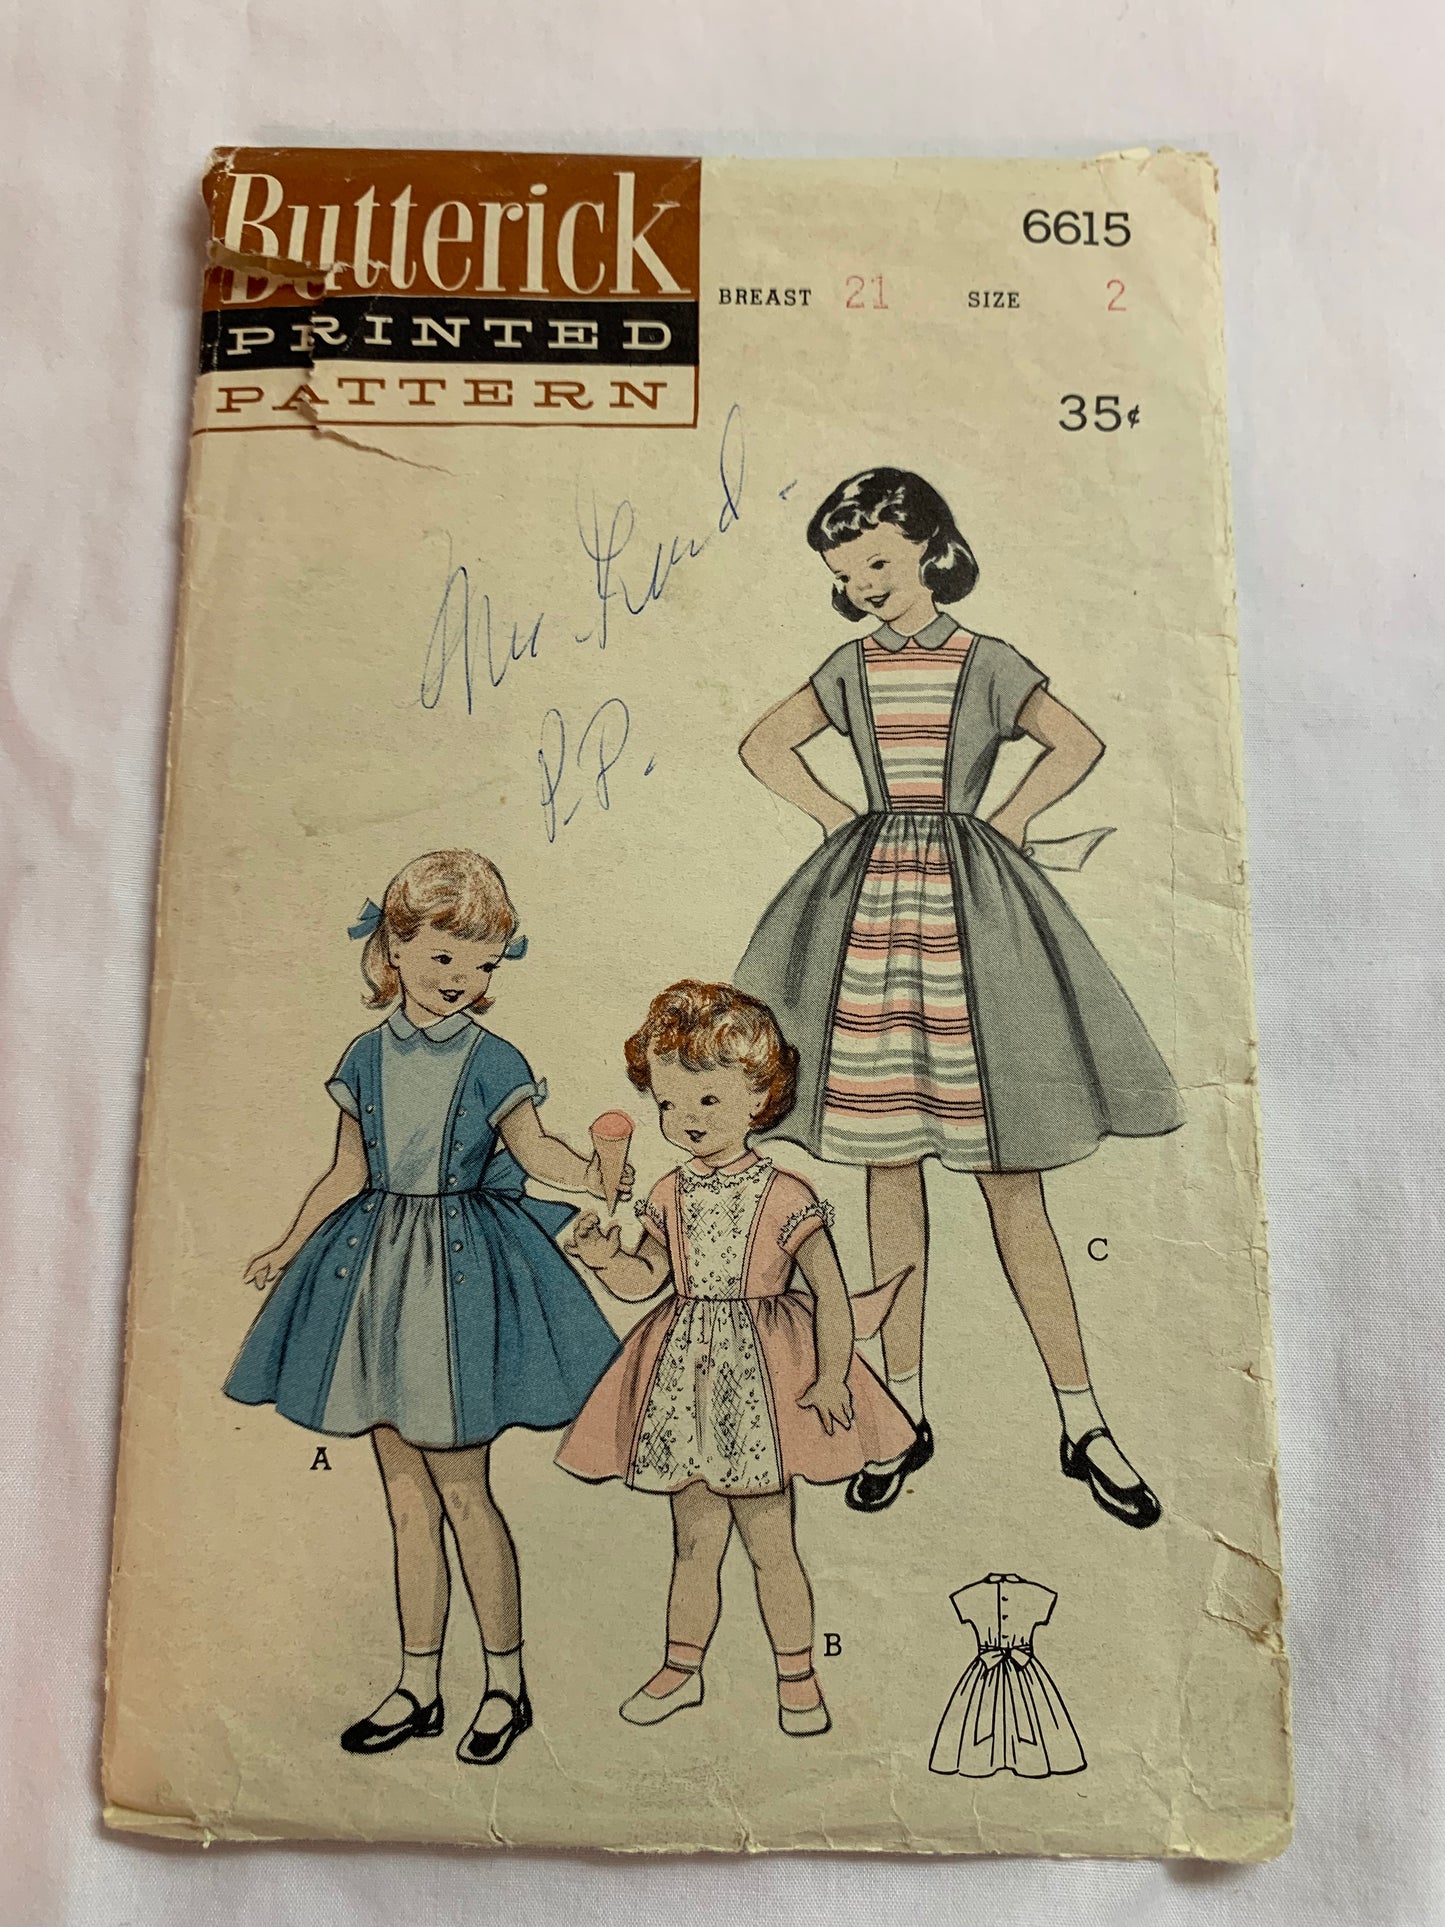 Butterick
PRINTED
PATTERN
6615
BREAST 21 SIZE 2
35¢
P.P.
A
B
C